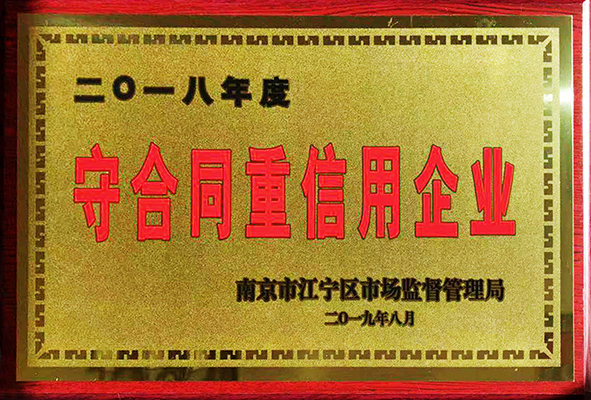 二〇一八年度
守合同重信用企业
南京市江宁区市场监督管理局
二〇一九年八月